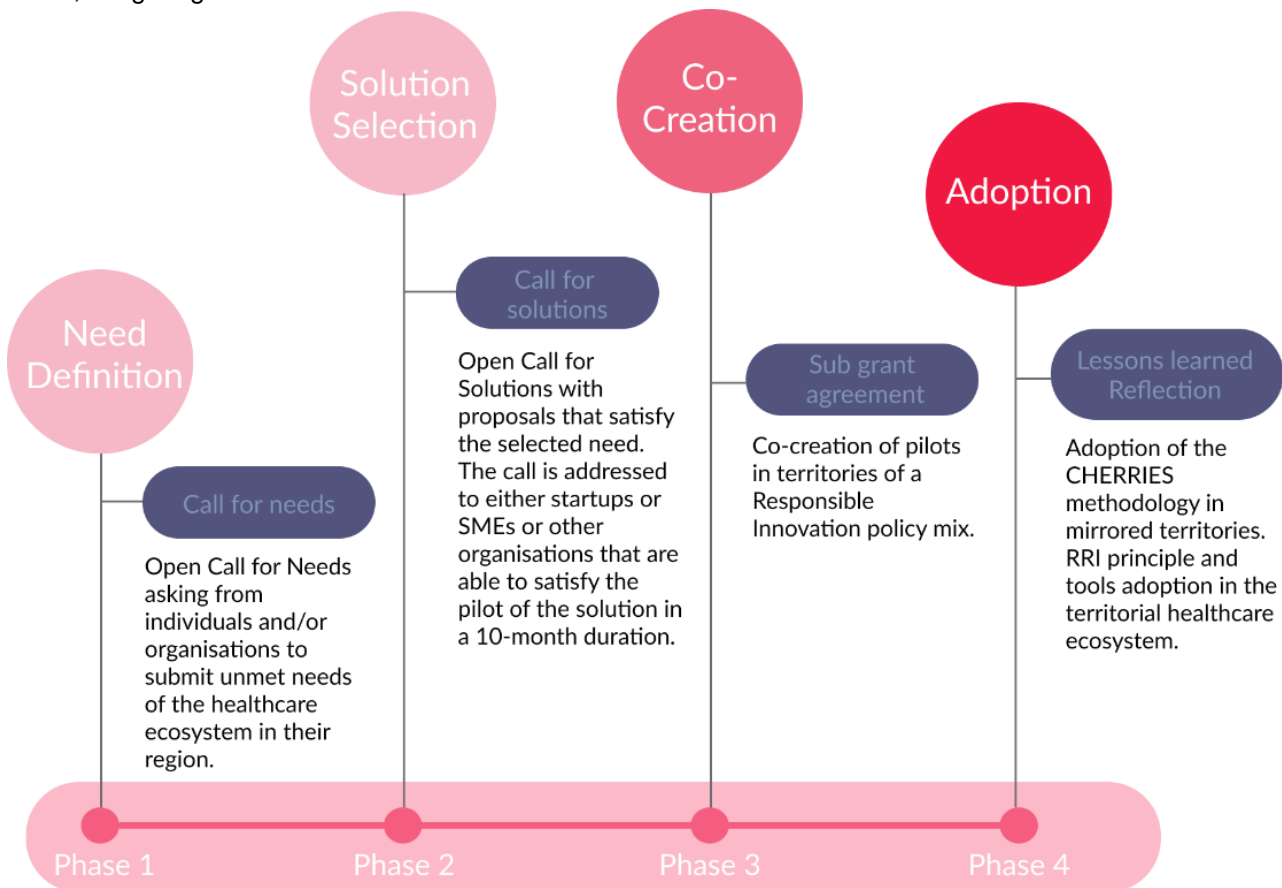 Solution
Selection
Co-
Creation
Adoption
Need
Definition
Call for
solutions
Sub grant
agreement
Lessons learned
Reflection
Call for needs
Open Call for Needs
asking from
individuals and/or
organisations to
submit unmet needs
of the healthcare
ecosystem in their
region.
Open Call for
Solutions with
proposals that satisfy
the selected need.
The call is addressed
to either startups or
SMEs or other
organisations that are
able to satisfy the
pilot of the solution in
a 10-month duration.
Co-creation of pilots
in territories of a
Responsible
Innovation policy mix.
Adoption of the
CHERRIES
methodology in
mirrored territories.
RRI principle and
tools adoption in the
territorial healthcare
ecosystem.
Phase 1
Phase 2
Phase 3
Phase 4